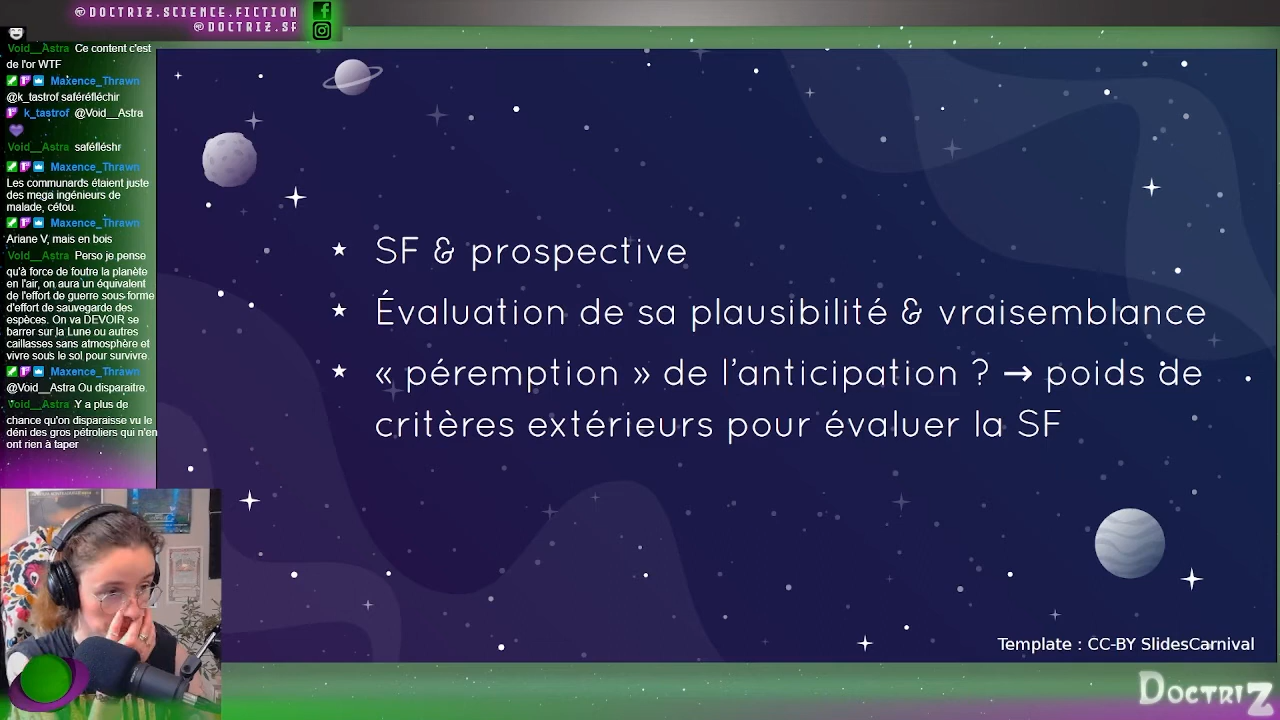 @DOCTRIZ.SCIENCE.FICTION
@DOCTRIZ.SF
Void__Astra Ce content c'est
de l'or WTF
Maxence_Thrawn
@k_tastrof saféréfléchir
k_tastrof @Void__Astra
Void__Astra saféfléshr
Maxence_Thrawn
Les communards étaient juste
des mega ingénieurs de
malade, cétou.
Maxence_Thrawn
Ariane V, mais en bois
Void__Astra Perso je pense
qu'à force de foutre la planète
en l'air, on aura un équivalent
de l'effort de guerre sous forme
d'effort de sauvegarde des
espèces. On va DEVOIR se
barrer sur la Lune ou autres
caillasses sans atmosphère et
vivre sous le sol pour survivre.
Maxence_Thrawn
@Void__Astra Ou disparaitre.
Void__Astra Y a plus de
chance qu'on disparaisse vu le
déni des gros pétroliers qui n'en
ont rien à taper
SF & prospective
Évaluation de sa plausibilité & vraisemblance
« péremption » de l'anticipation ? → poids de
critères extérieurs pour évaluer la SF
Template : CC-BY SlidesCarnival
DOCTRIZ